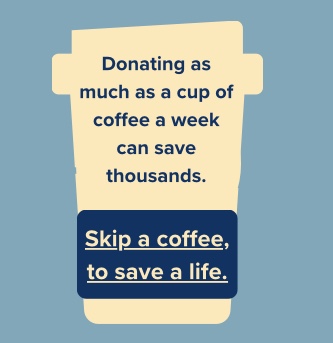 Donating as
much as a cup of
coffee a week
can save
thousands.
Skip a coffee,
to save a life.